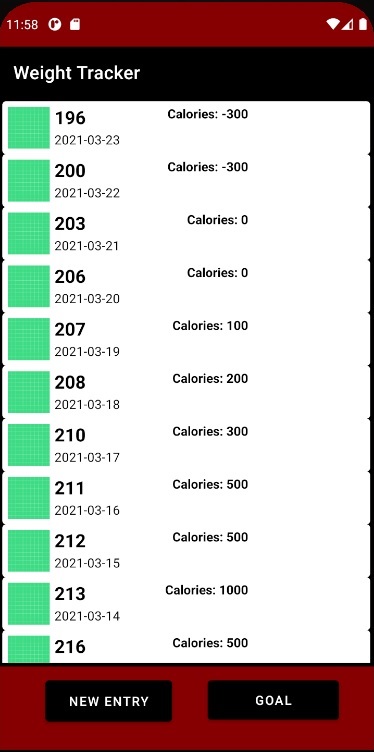 11:58
Weight Tracker
196 Calories: -300
2021-03-23
200 Calories: -300
2021-03-22
203 Calories: 0
2021-03-21
206 Calories: 0
2021-03-20
207 Calories: 100
2021-03-19
208 Calories: 200
2021-03-18
210 Calories: 300
2021-03-17
211 Calories: 500
2021-03-16
212 Calories: 500
2021-03-15
213 Calories: 1000
2021-03-14
216 Calories: 500
NEW ENTRY GOAL